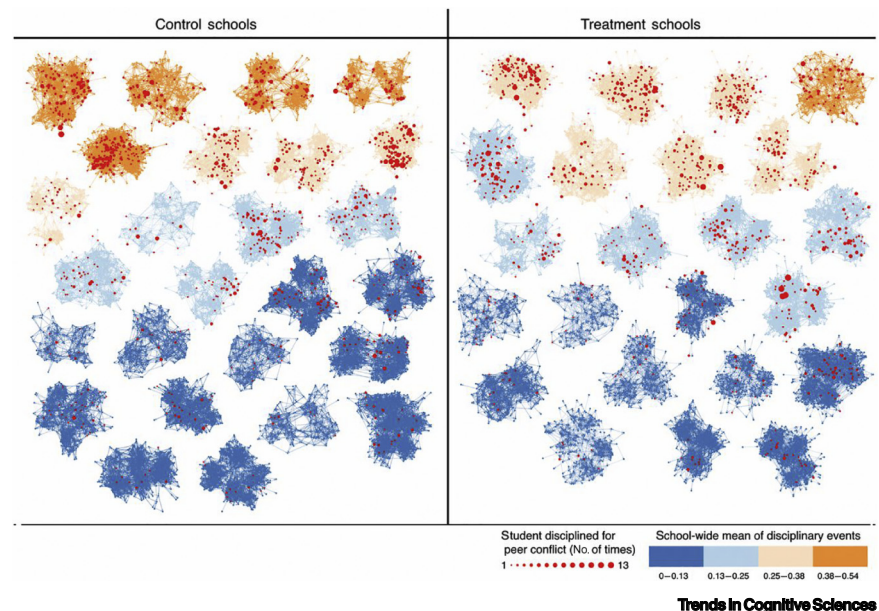 Control schools
Treatment schools
Student disciplined for
peer conflict (No. of times)
1
13
School-wide mean of disciplinary events
0–0.13
0.13–0.25
0.25–0.38
0.38–0.54
Trends in Cognitive Sciences